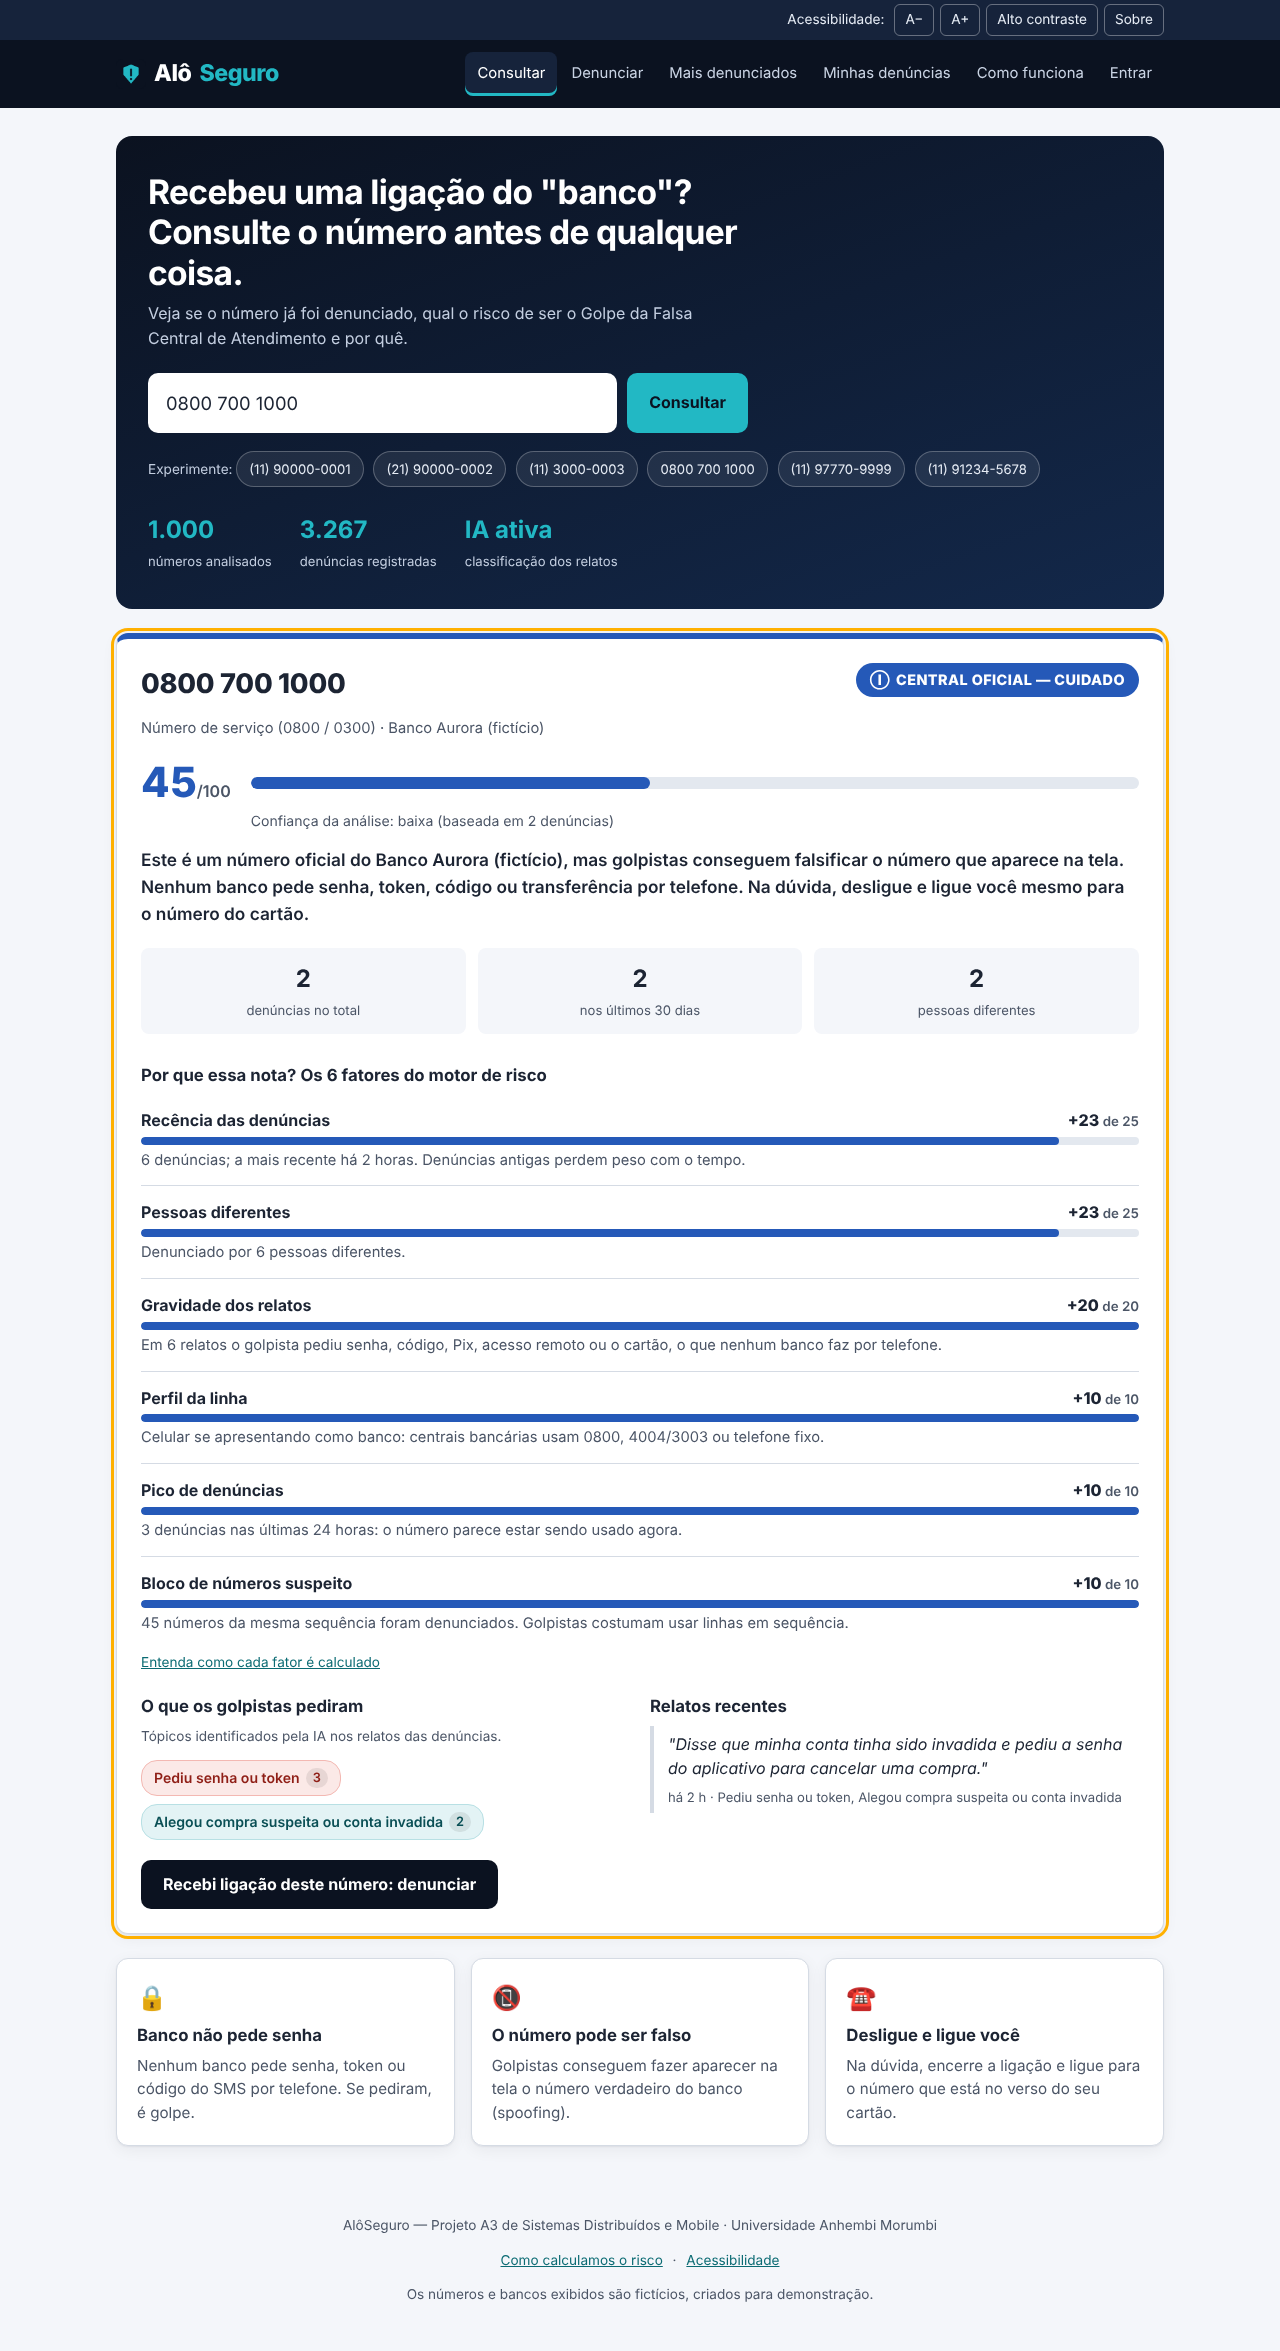 Acessibilidade: A− A+ Alto contraste Sobre
Alô Seguro Consultar Denunciar Mais denunciados Minhas denúncias Como funciona Entrar
Recebeu uma ligação do "banco"?
Consulte o número antes de qualquer
coisa.
Veja se o número já foi denunciado, qual o risco de ser o Golpe da Falsa
Central de Atendimento e por quê.
0800 700 1000 Consultar
Experimente: (11) 90000-0001 (21) 90000-0002 (11) 3000-0003 0800 700 1000 (11) 97770-9999 (11) 91234-5678
1.000 3.267 IA ativa
números analisados denúncias registradas classificação dos relatos
0800 700 1000 CENTRAL OFICIAL — CUIDADO
Número de serviço (0800 / 0300) · Banco Aurora (fictício)
45/100
Confiança da análise: baixa (baseada em 2 denúncias)
Este é um número oficial do Banco Aurora (fictício), mas golpistas conseguem falsificar o número que aparece na tela.
Nenhum banco pede senha, token, código ou transferência por telefone. Na dúvida, desligue e ligue você mesmo para
o número do cartão.
2 2 2
denúncias no total nos últimos 30 dias pessoas diferentes
Por que essa nota? Os 6 fatores do motor de risco
Recência das denúncias +23 de 25
6 denúncias; a mais recente há 2 horas. Denúncias antigas perdem peso com o tempo.
Pessoas diferentes +23 de 25
Denunciado por 6 pessoas diferentes.
Gravidade dos relatos +20 de 20
Em 6 relatos o golpista pediu senha, código, Pix, acesso remoto ou o cartão, o que nenhum banco faz por telefone.
Perfil da linha +10 de 10
Celular se apresentando como banco: centrais bancárias usam 0800, 4004/3003 ou telefone fixo.
Pico de denúncias +10 de 10
3 denúncias nas últimas 24 horas: o número parece estar sendo usado agora.
Bloco de números suspeito +10 de 10
45 números da mesma sequência foram denunciados. Golpistas costumam usar linhas em sequência.
Entenda como cada fator é calculado
O que os golpistas pediram
Tópicos identificados pela IA nos relatos das denúncias.
Pediu senha ou token 3
Alegou compra suspeita ou conta invadida 2
Relatos recentes
"Disse que minha conta tinha sido invadida e pediu a senha
do aplicativo para cancelar uma compra."
há 2 h · Pediu senha ou token, Alegou compra suspeita ou conta invadida
Recebi ligação deste número: denunciar
Banco não pede senha
Nenhum banco pede senha, token ou
código do SMS por telefone. Se pediram,
é golpe.
O número pode ser falso
Golpistas conseguem fazer aparecer na
tela o número verdadeiro do banco
(spoofing).
Desligue e ligue você
Na dúvida, encerre a ligação e ligue para
o número que está no verso do seu
cartão.
AlôSeguro — Projeto A3 de Sistemas Distribuídos e Mobile · Universidade Anhembi Morumbi
Como calculamos o risco · Acessibilidade
Os números e bancos exibidos são fictícios, criados para demonstração.